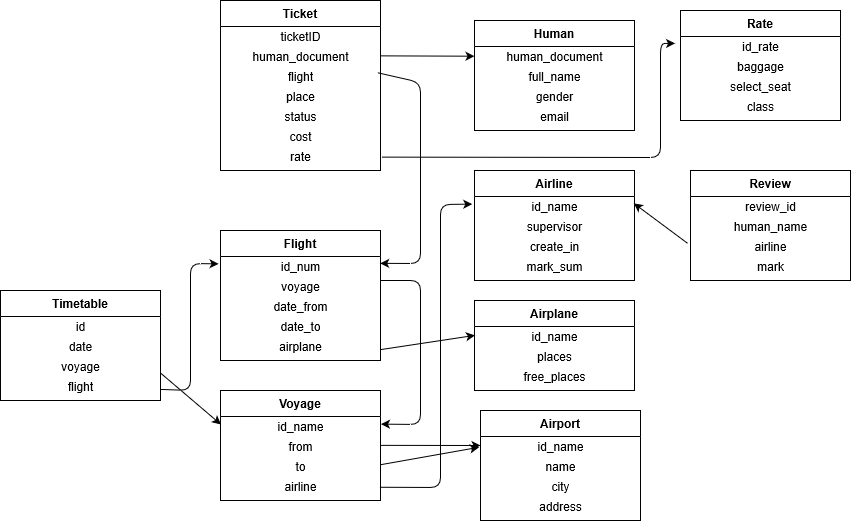 Ticket
ticketID
human_document
flight
place
status
cost
rate
Human
human_document
full_name
gender
email
Rate
id_rate
baggage
select_seat
class
Airline
id_name
supervisor
create_in
mark_sum
Review
review_id
human_name
airline
mark
Flight
id_num
voyage
date_from
date_to
airplane
Timetable
id
date
voyage
flight
Airplane
id_name
places
free_places
Voyage
id_name
from
to
airline
Airport
id_name
name
city
address